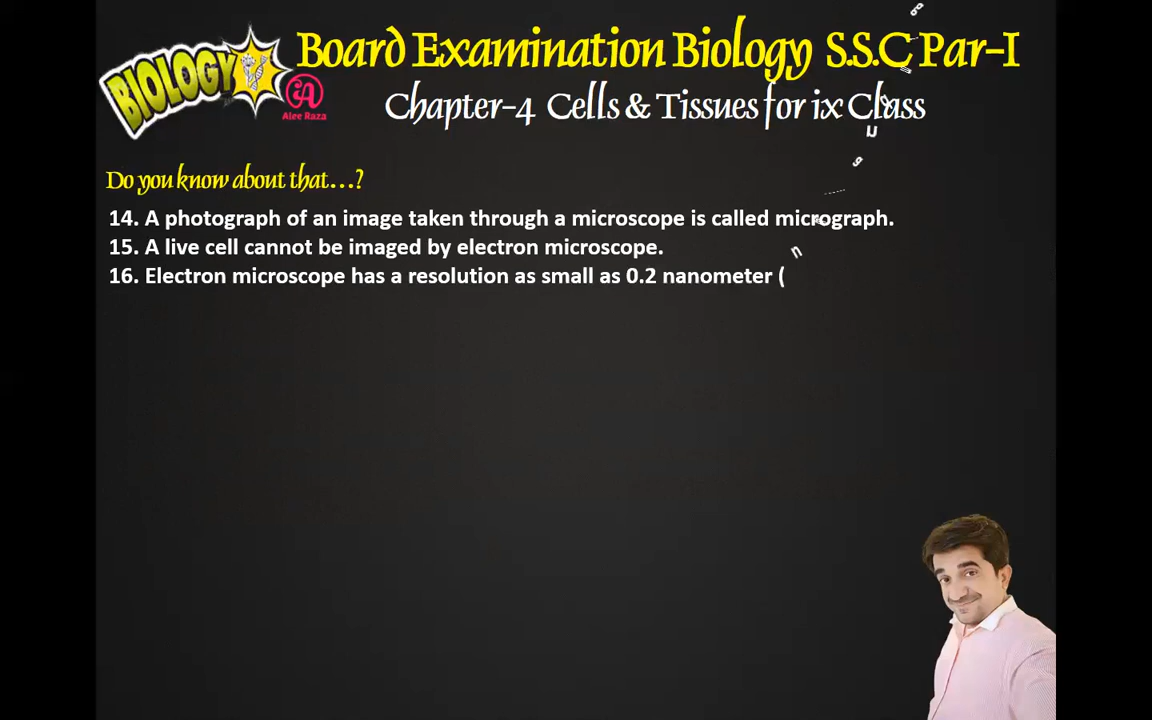 BIOLOGY
Alee Raza
Board Examination Biology S.S.C Par-I
Chapter-4 Cells & Tissues for ix Class
Do you know about that...?
14. A photograph of an image taken through a microscope is called micrograph.
15. A live cell cannot be imaged by electron microscope.
16. Electron microscope has a resolution as small as 0.2 nanometer (